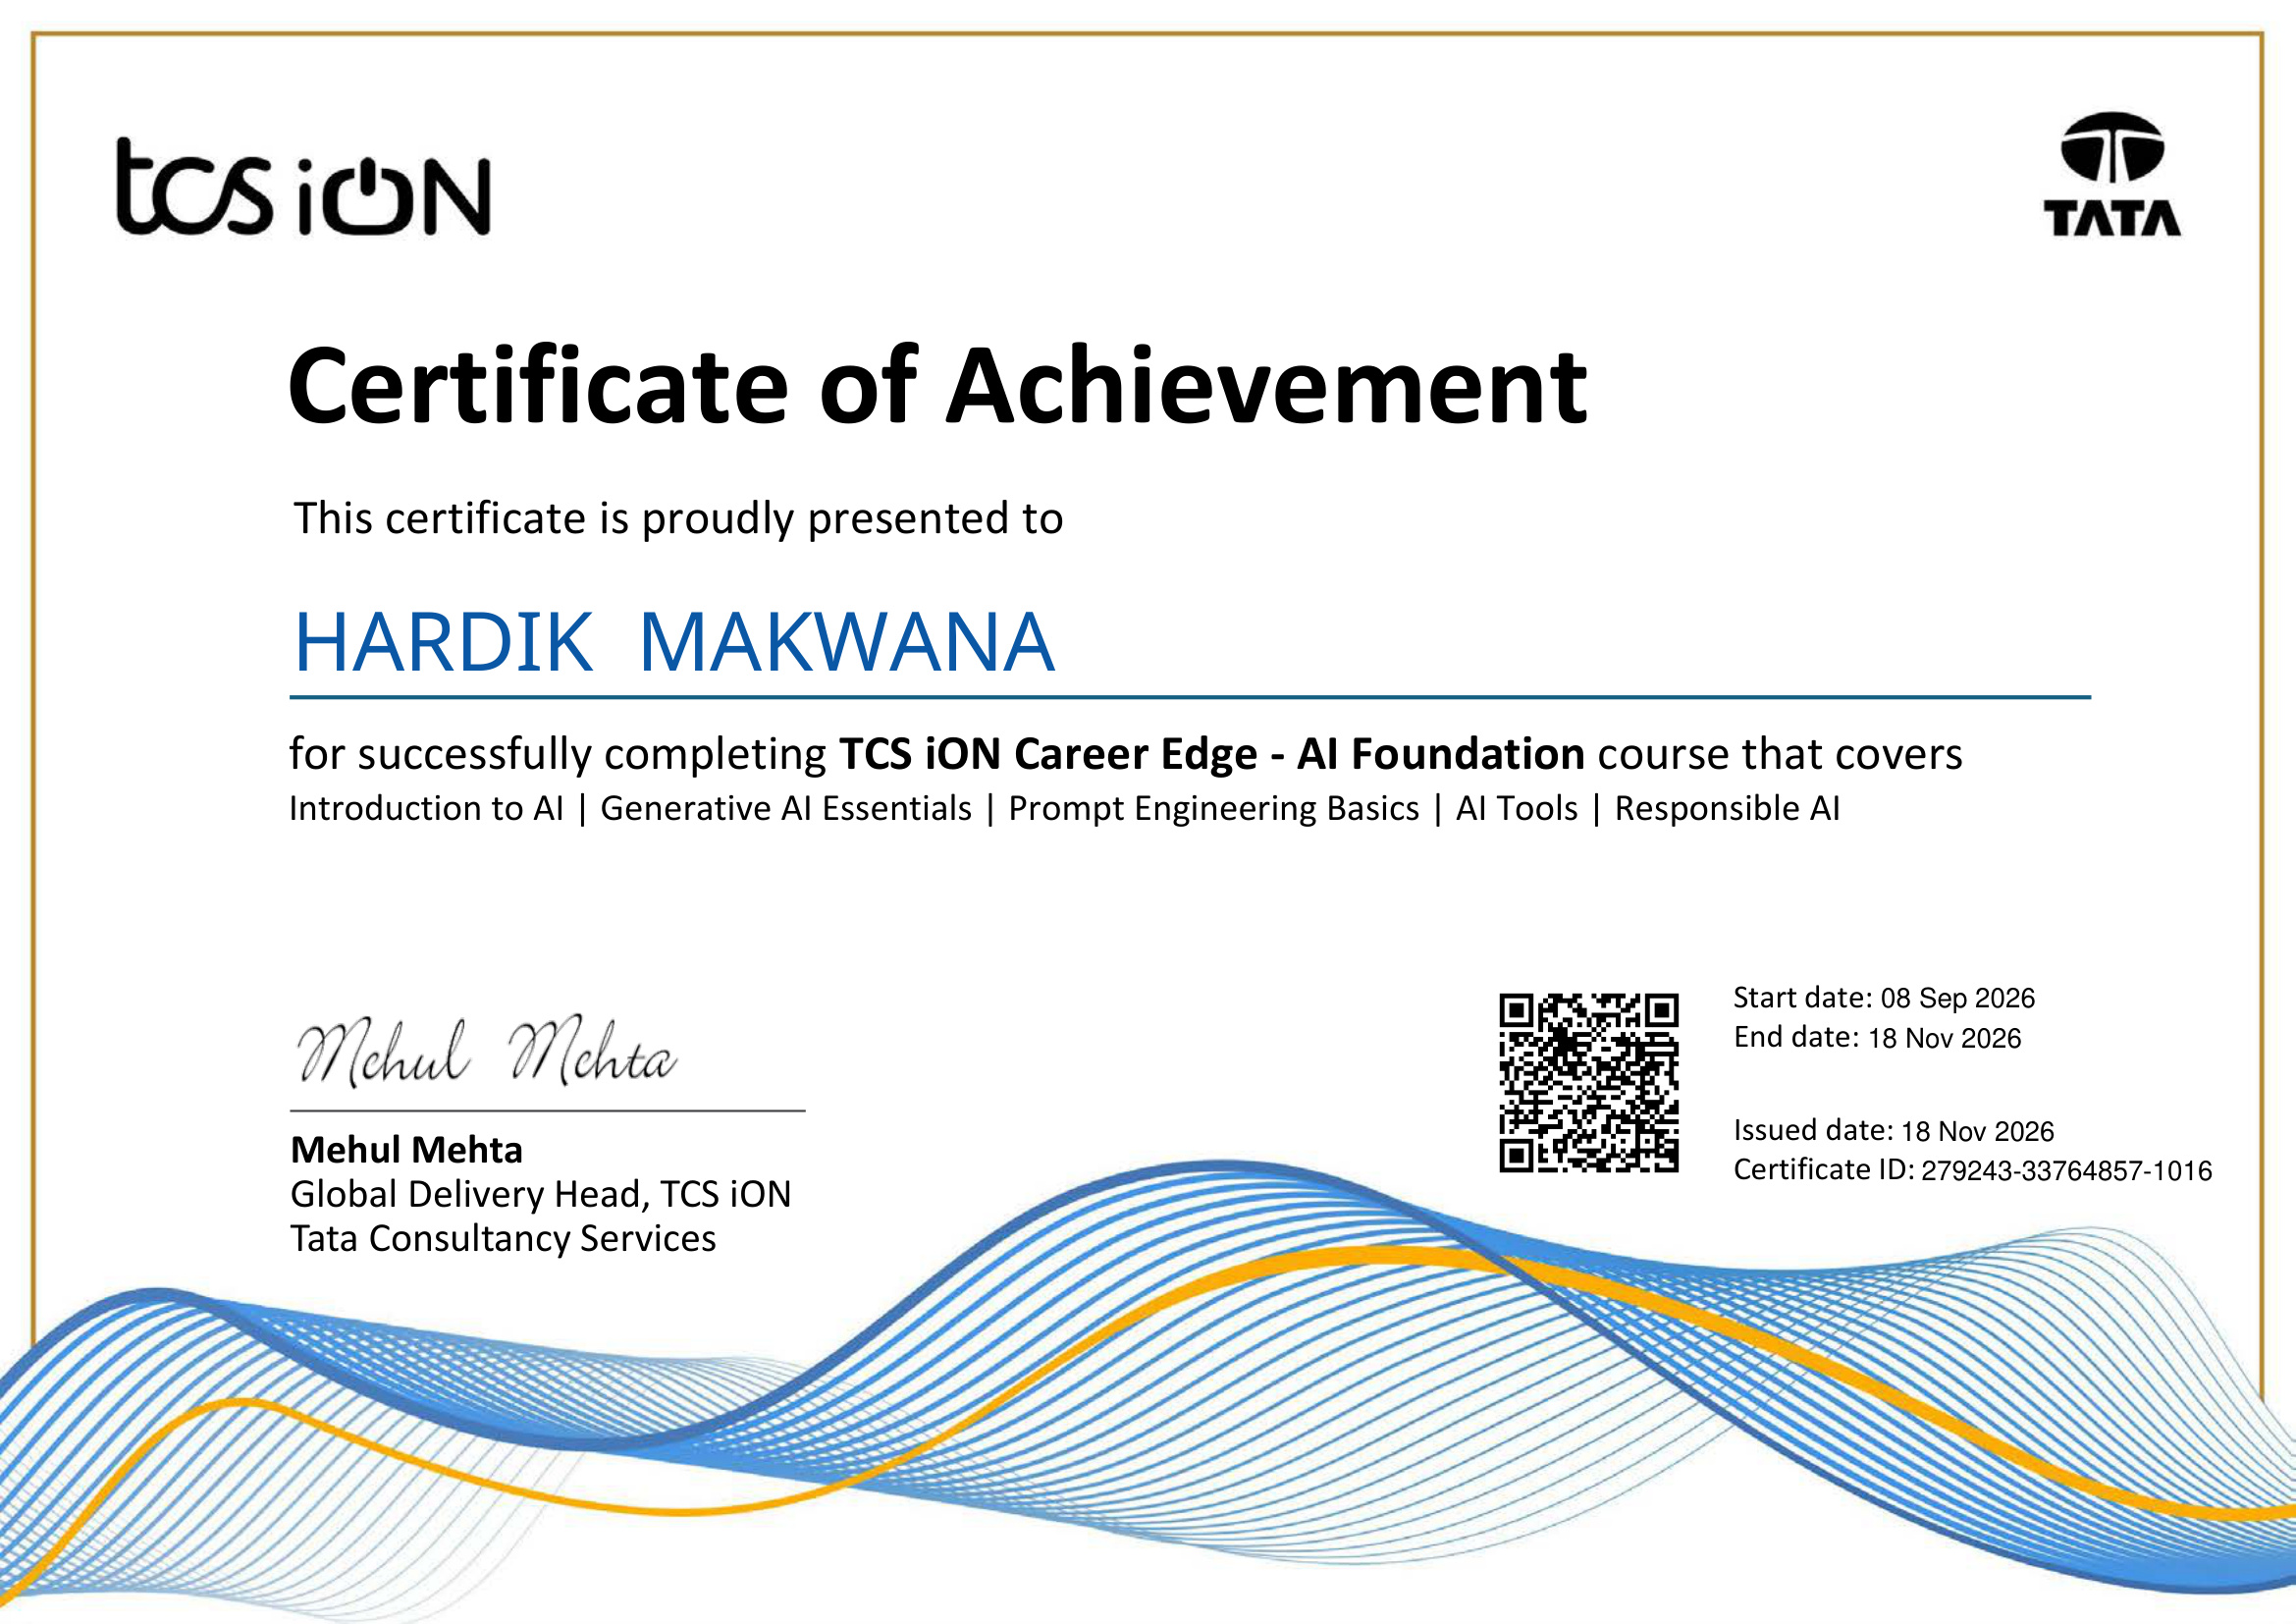 tcs iON
TATA
Certificate of Achievement
This certificate is proudly presented to
HARDIK MAKWANA
for successfully completing TCS iON Career Edge - AI Foundation course that covers
Introduction to AI | Generative AI Essentials | Prompt Engineering Basics | AI Tools | Responsible AI
Mehul Mehta
Mehul Mehta
Global Delivery Head, TCS iON
Tata Consultancy Services
Start date: 08 Sep 2026
End date: 18 Nov 2026
Issued date: 18 Nov 2026
Certificate ID: 279243-33764857-1016